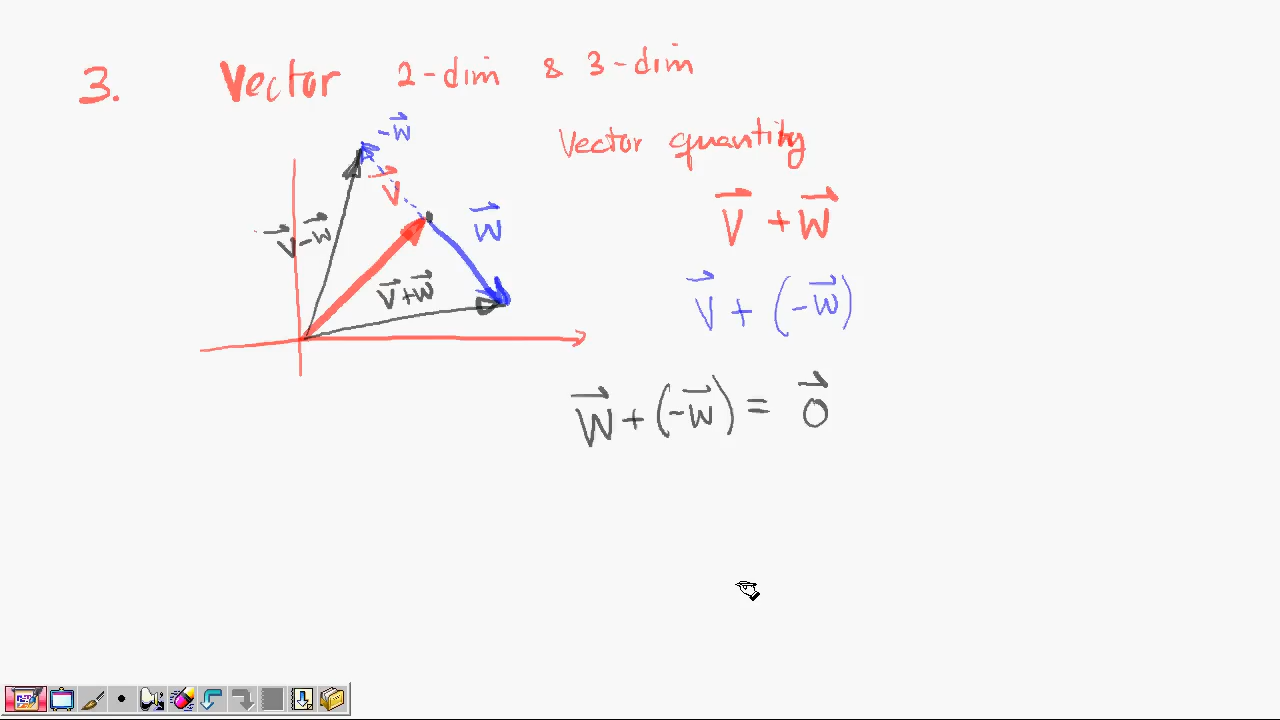 3. Vector 2-dim & 3-dim
-w⃗
Vector quantity
v⃗
v⃗ + w⃗
w⃗
v⃗-w⃗
v⃗+w⃗
v⃗ + (-w⃗)
w⃗ + (-w⃗) = 0⃗